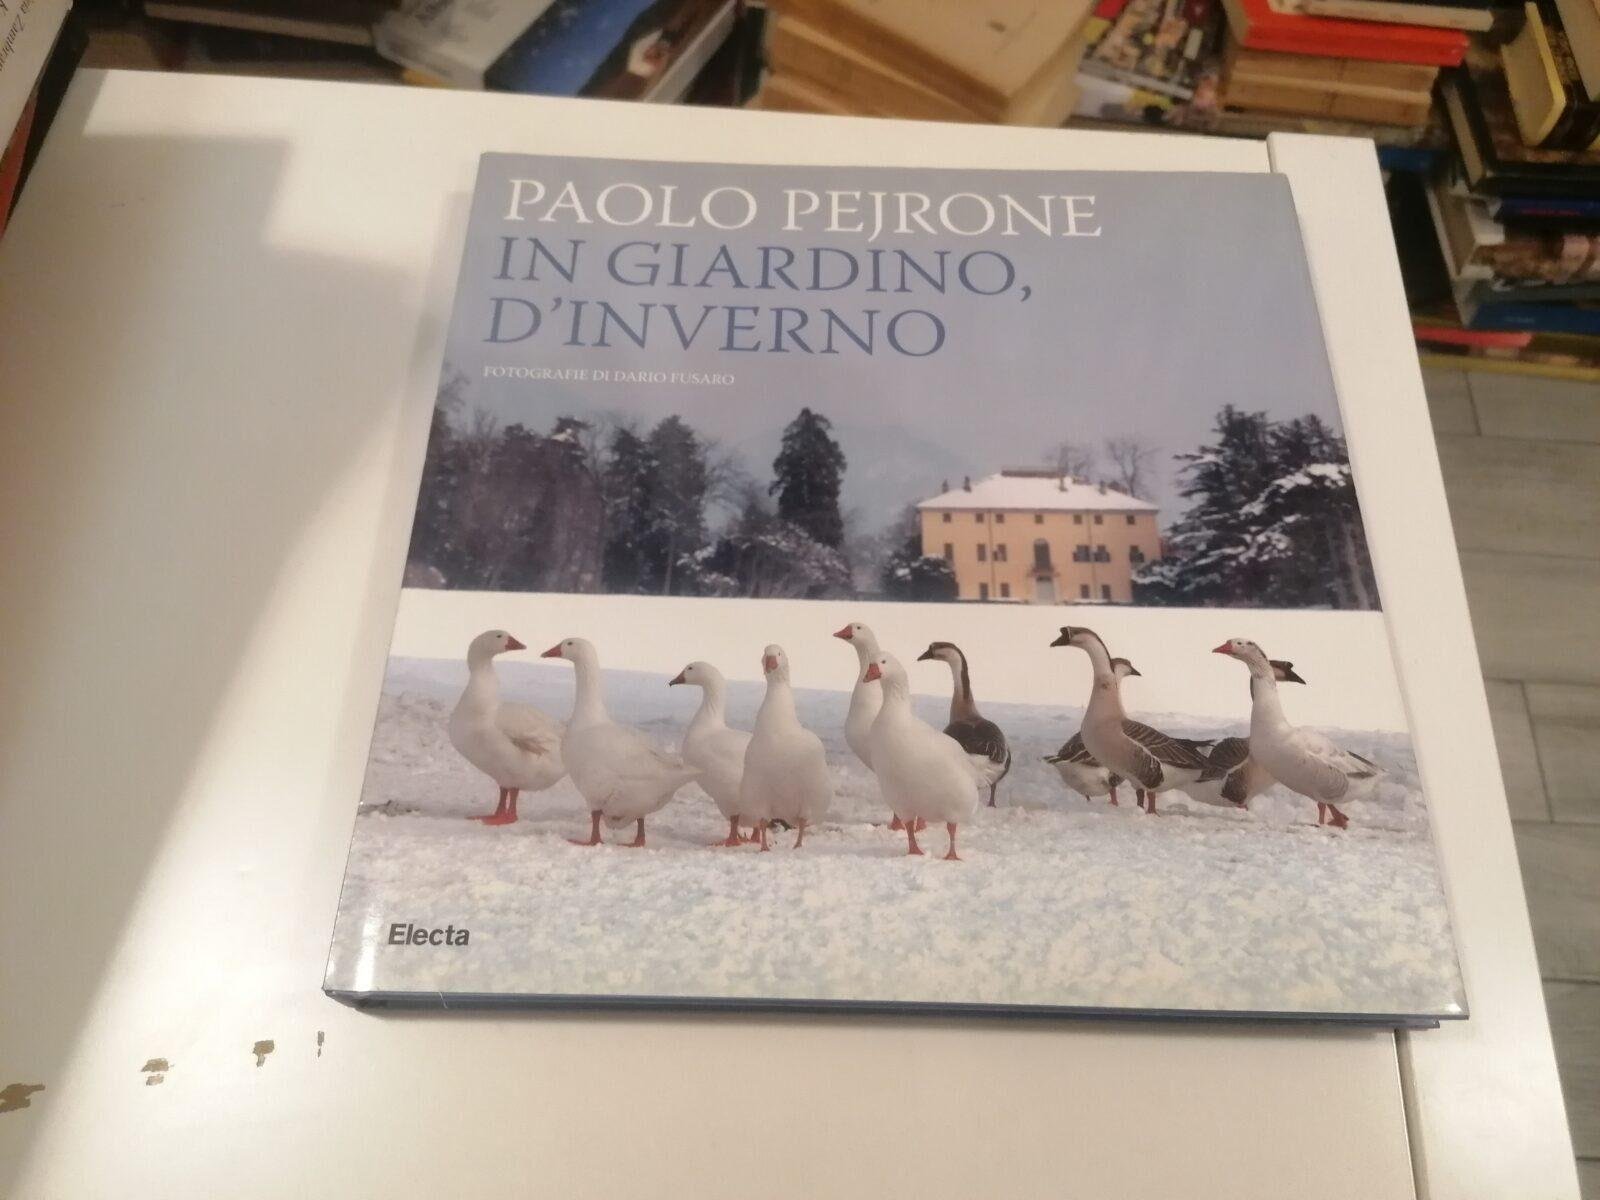 PAOLO PEJRONE
IN GIARDINO,
D'INVERNO
FOTOGRAFIE DI DARIO FUSARO
Electa